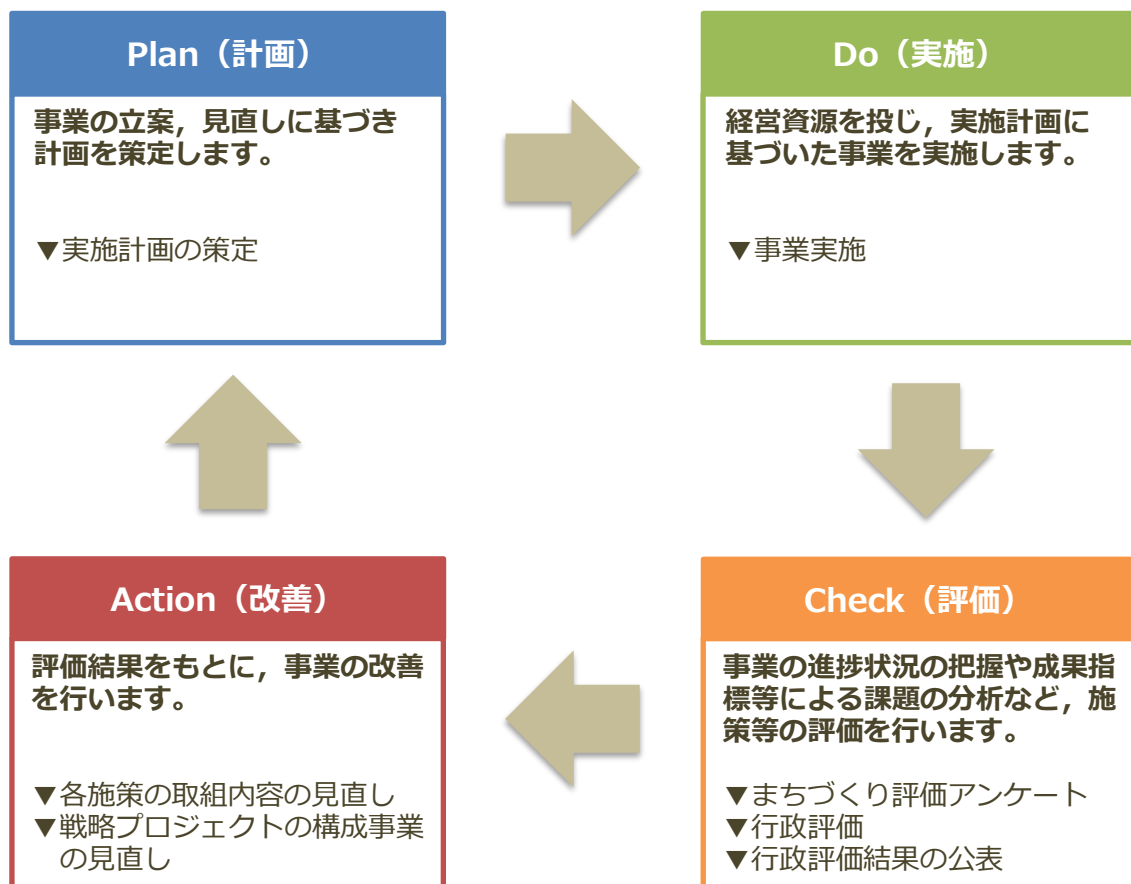 Plan（計画）
事業の立案，見直しに基づき
計画を策定します。
▼実施計画の策定
Do（実施）
経営資源を投じ，実施計画に
基づいた事業を実施します。
▼事業実施
Action（改善）
評価結果をもとに，事業の改善
を行います。
▼各施策の取組内容の見直し
▼戦略プロジェクトの構成事業
の見直し
Check（評価）
事業の進捗状況の把握や成果指
標等による課題の分析など，施
策等の評価を行います。
▼まちづくり評価アンケート
▼行政評価
▼行政評価結果の公表